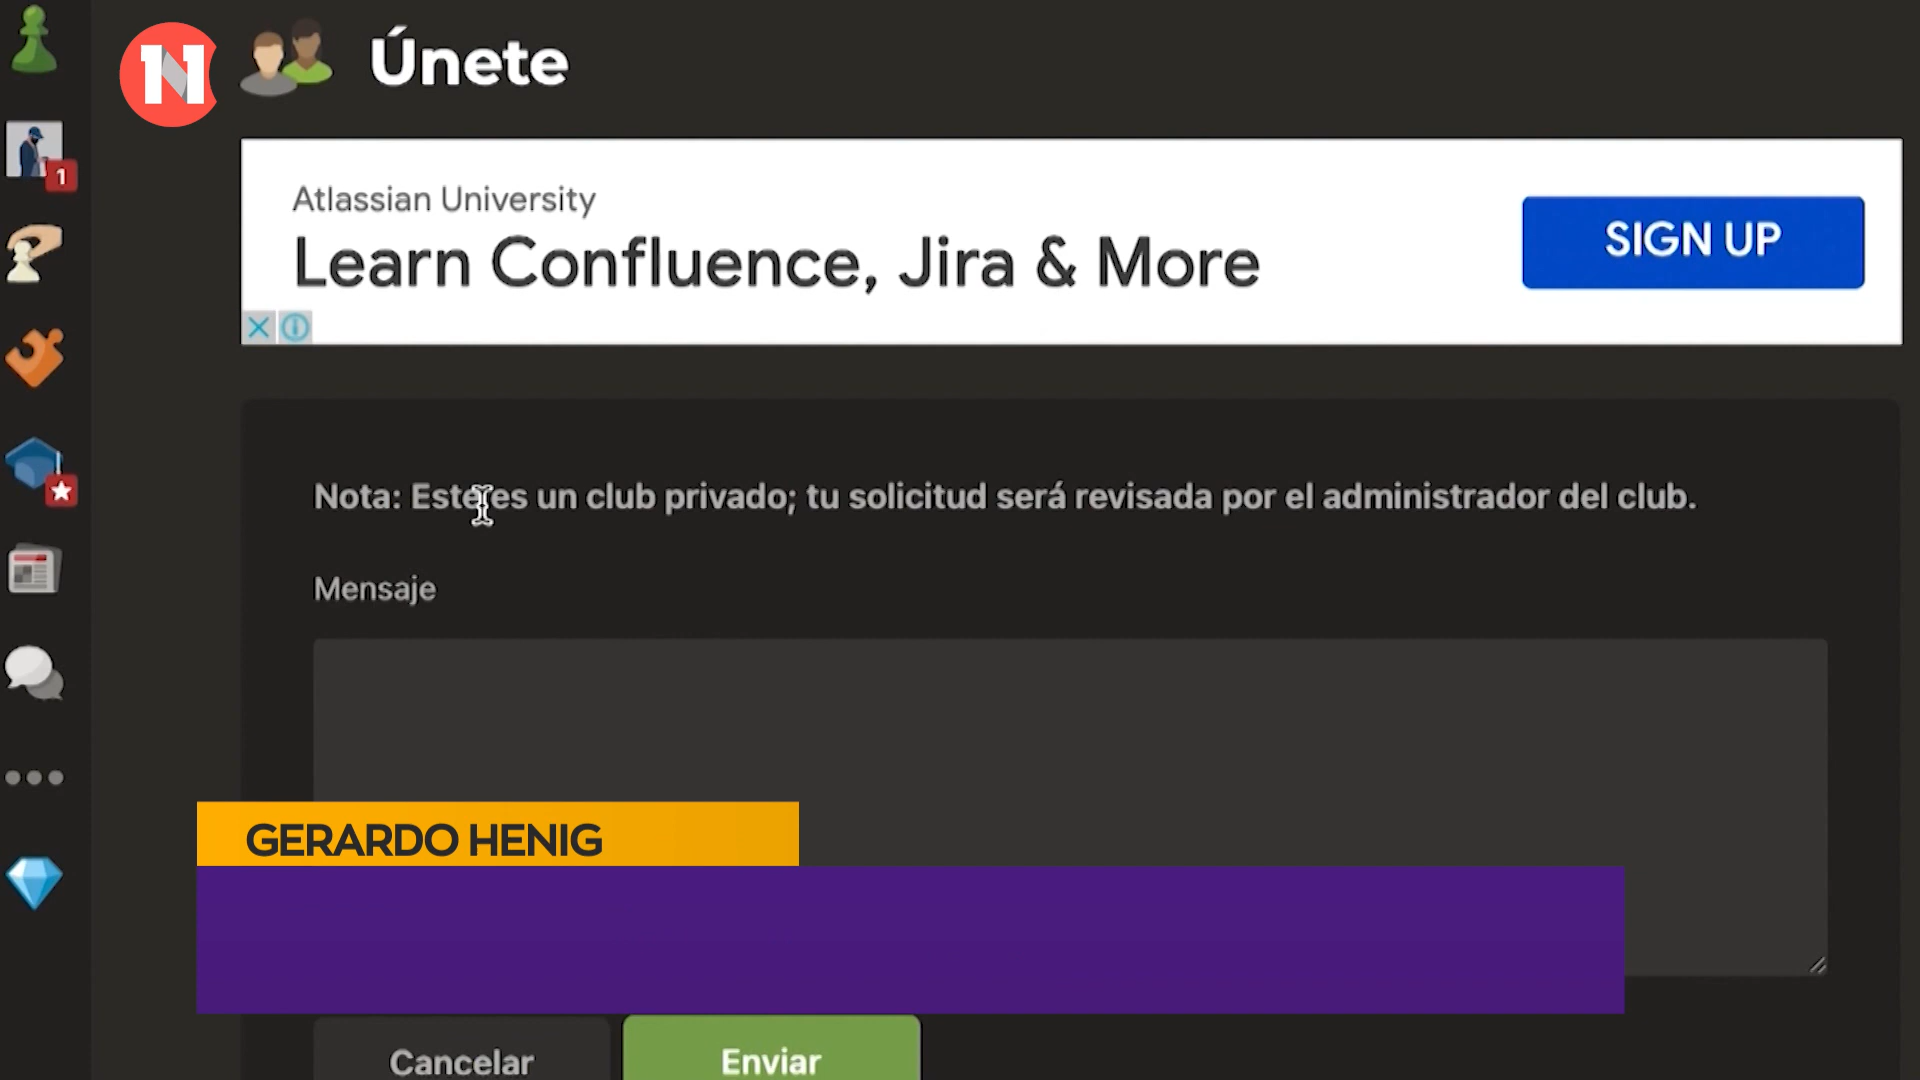 Únete
1
Atlassian University
Learn Confluence, Jira & More
SIGN UP
Nota: Este es un club privado; tu solicitud será revisada por el administrador del club.
Mensaje
GERARDO HENIG
Cancelar
Enviar